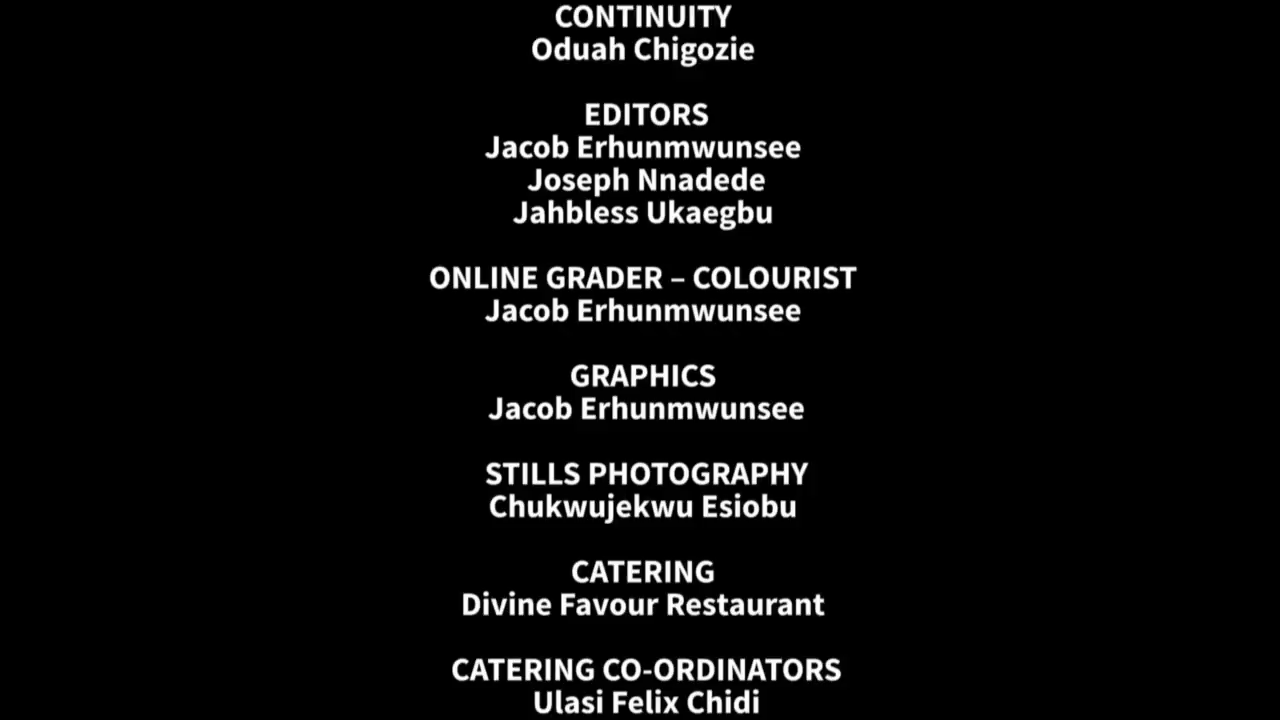 CONTINUITY
Oduah Chigozie
EDITORS
Jacob Erhunmwunsee
Joseph Nnadede
Jahbless Ukaegbu
ONLINE GRADER – COLOURIST
Jacob Erhunmwunsee
GRAPHICS
Jacob Erhunmwunsee
STILLS PHOTOGRAPHY
Chukwujekwu Esiobu
CATERING
Divine Favour Restaurant
CATERING CO-ORDINATORS
Ulasi Felix Chidi